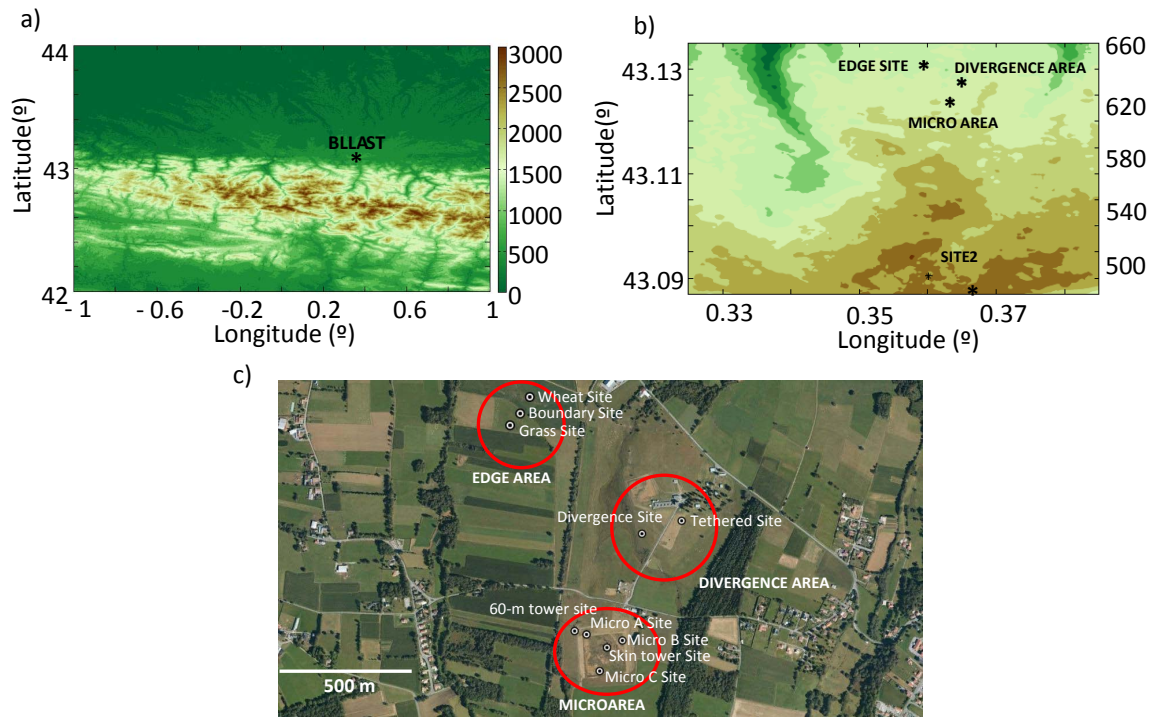 a)
44
43
42
Latitude(º)
BLLAST
- 1
- 0.6
- 0.2
0.2
0.6
1
Longitude (º)
3000
2500
2000
1500
1000
500
0
b)
43.13
43.11
43.09
Latitude(º)
EDGE SITE
DIVERGENCE AREA
MICRO AREA
SITE2
0.33
0.35
0.37
Longitude (º)
660
620
580
540
500
c)
Wheat Site
Boundary Site
Grass Site
EDGE AREA
Divergence Site
Tethered Site
DIVERGENCE AREA
60-m tower site
Micro A Site
Micro B Site
Skin tower Site
Micro C Site
MICROAREA
500 m